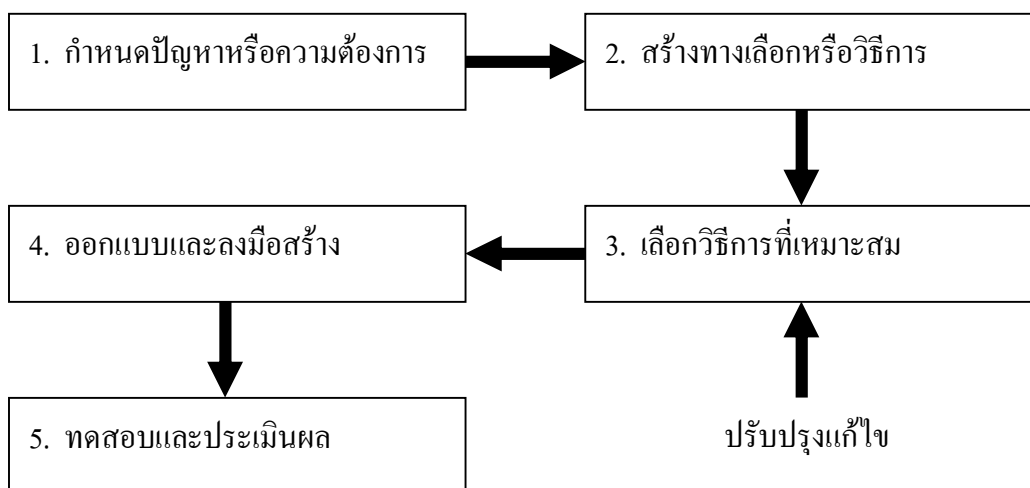 1. กำหนดปัญหาหรือความต้องการ
2. สร้างทางเลือกหรือวิธีการ
4. ออกแบบและลงมือสร้าง
3. เลือกวิธีการที่เหมาะสม
5. ทดสอบและประเมินผล
ปรับปรุงแก้ไข